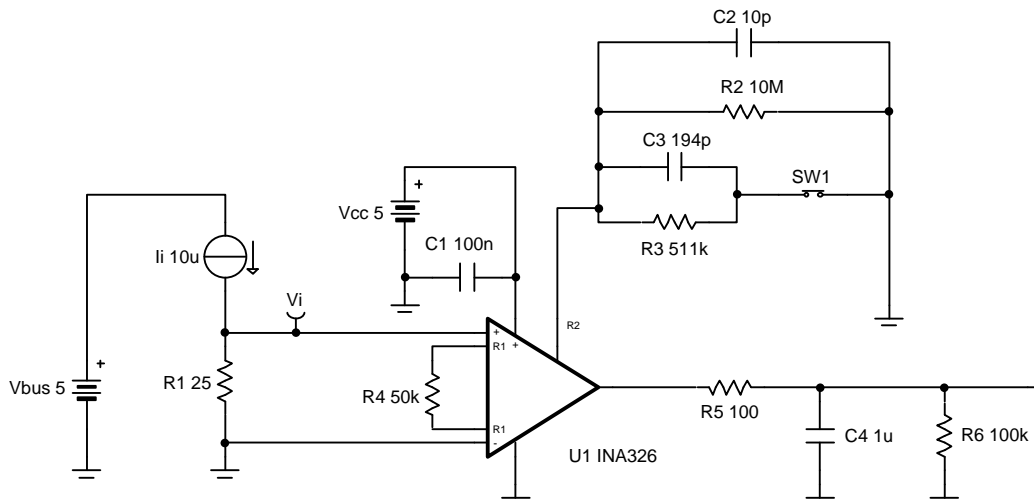 C2 10p
R2 10M
C3 194p
SW1
R3 511k
+
Vcc 5
C1 100n
+
Ii 10u
Vi
R2
+
R1
+
+
Vbus 5
R1 25
R4 50k
R1
-
U1 INA326
R5 100
C4 1u
R6 100k